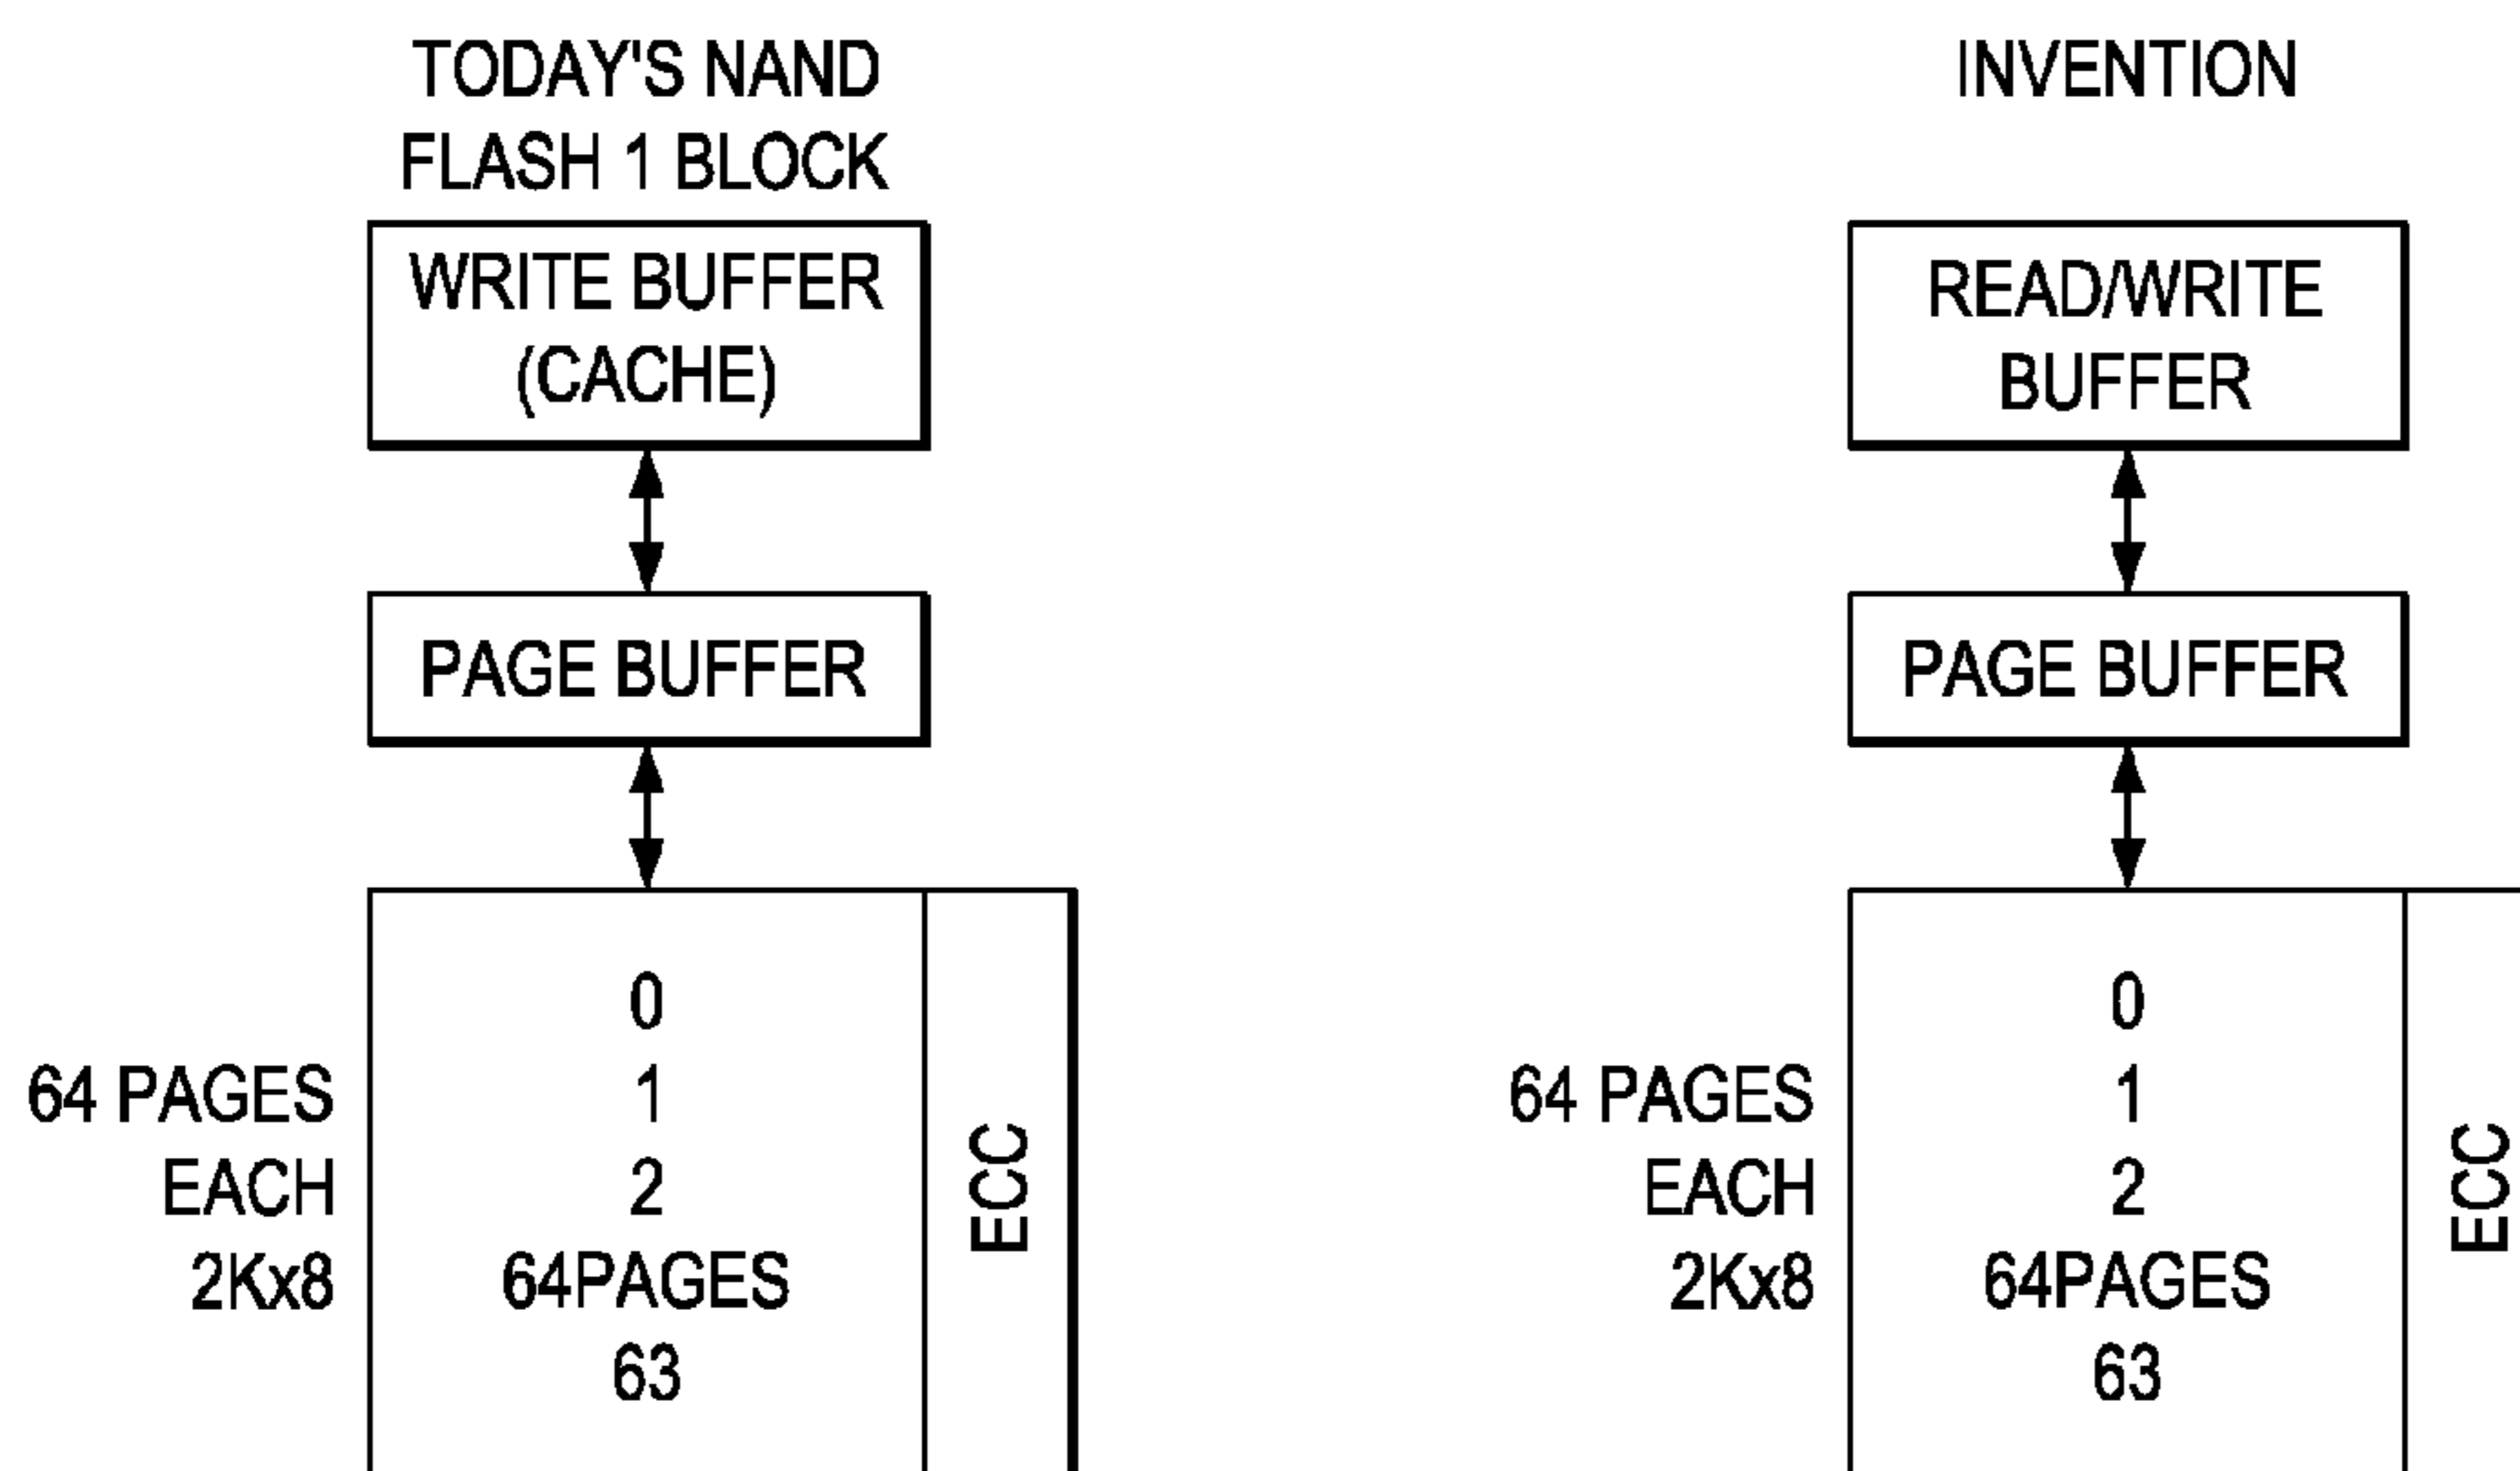 TODAY'S NAND
FLASH 1 BLOCK
WRITE BUFFER
(CACHE)
PAGE BUFFER
64 PAGES
EACH
2Kx8
0
1
2
64PAGES
63
ECC
INVENTION
READ/WRITE
BUFFER
PAGE BUFFER
64 PAGES
EACH
2Kx8
0
1
2
64PAGES
63
ECC